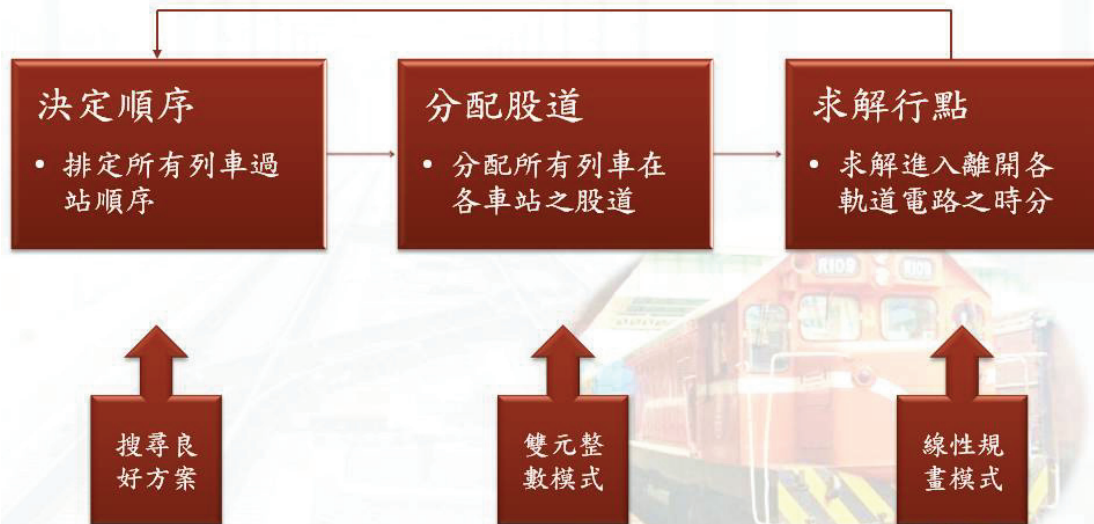 決定順序
• 排定所有列車過
站順序
分配股道
• 分配所有列車在
各車站之股道
求解行點
• 求解進入離開各
軌道電路之時分
R109
R109
搜尋良
好方案
雙元整
數模式
線性規
畫模式